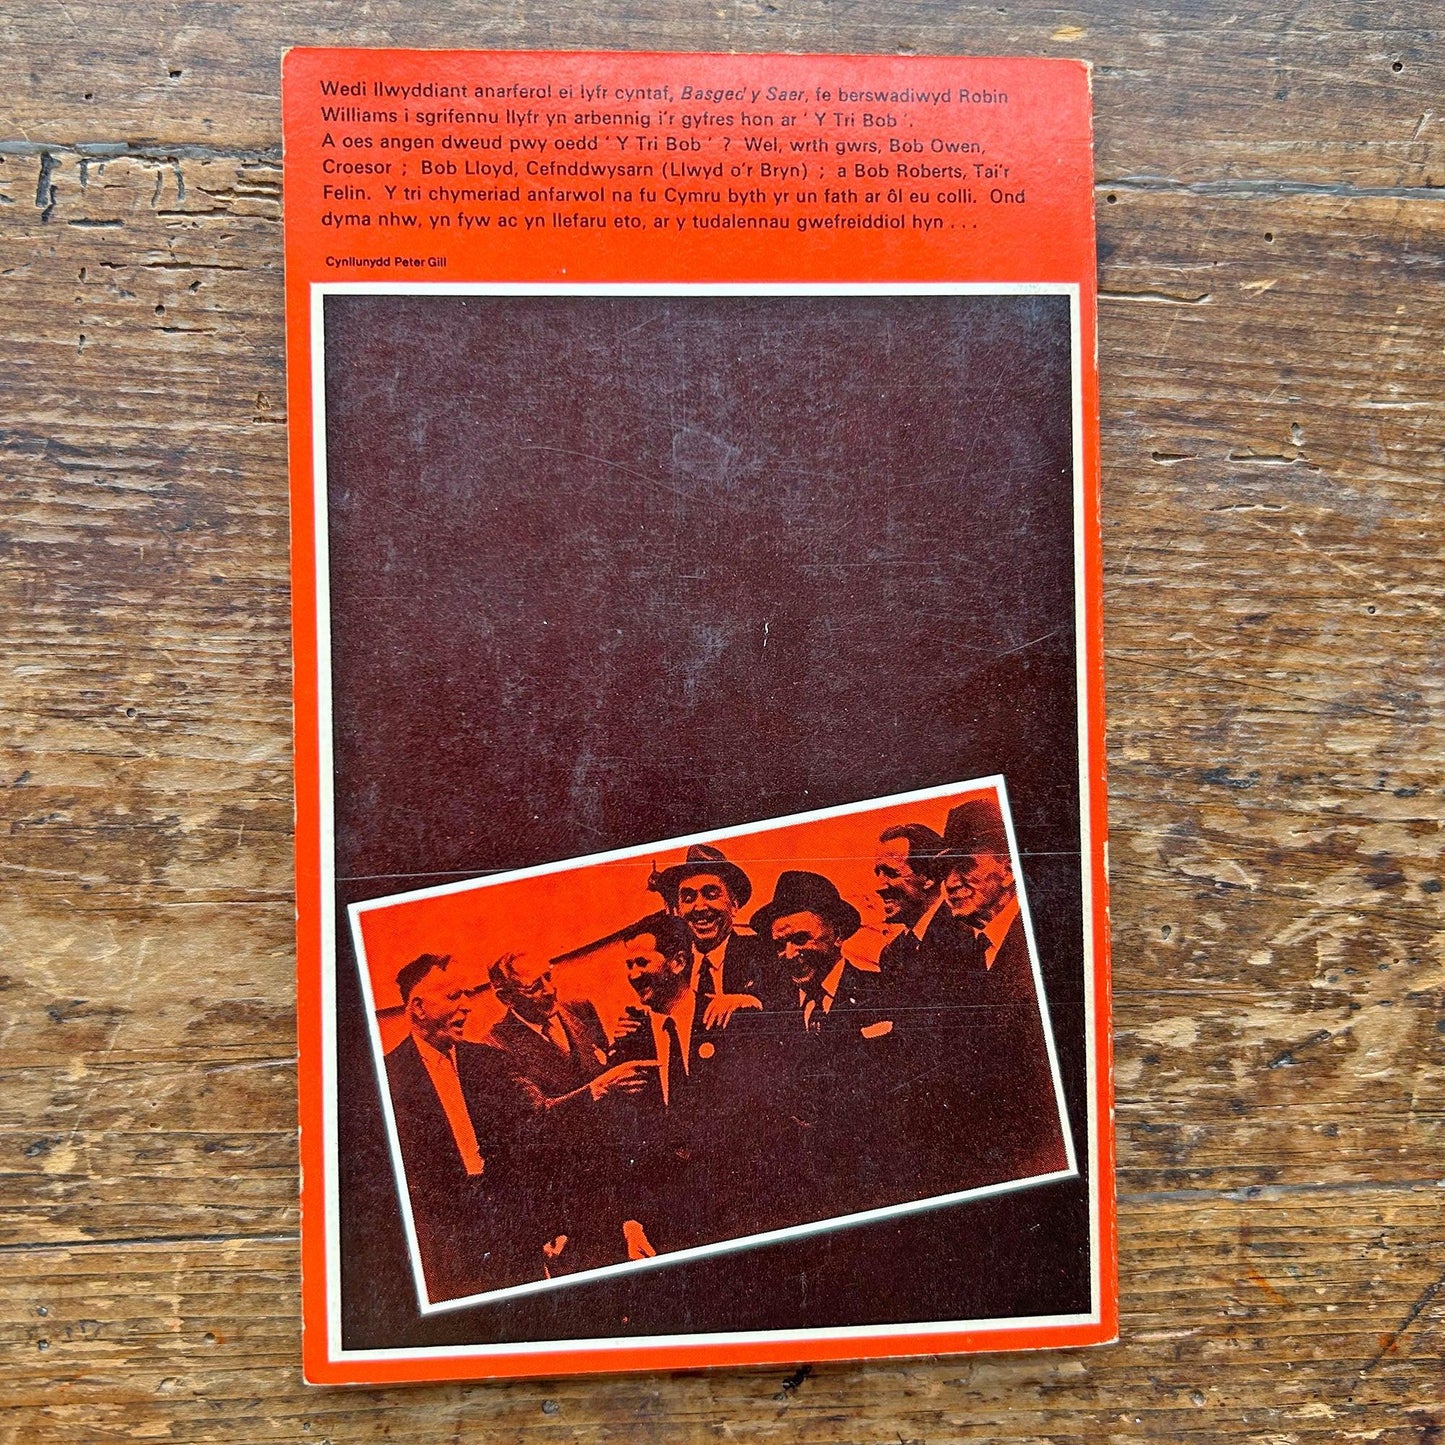 Wedi llwyddiant anarferol ei lyfr cyntaf, Basged y Saer, fe berswadiwyd Robin
Williams i sgrifennu llyfr yn arbennig i'r gyfres hon ar ' Y Tri Bob '.
A oes angen dweud pwy oedd ' Y Tri Bob ' ? Wel, wrth gwrs, Bob Owen,
Croesor ; Bob Lloyd, Cefnddwysarn (Llwyd o'r Bryn) ; a Bob Roberts, Tai'r
Felin. Y tri chymeriad anfarwol na fu Cymru byth yr un fath ar ôl eu colli. Ond
dyma nhw, yn fyw ac yn llefaru eto, ar y tudalennau gwefreiddiol hyn . . .
Cynllunydd Peter Gill